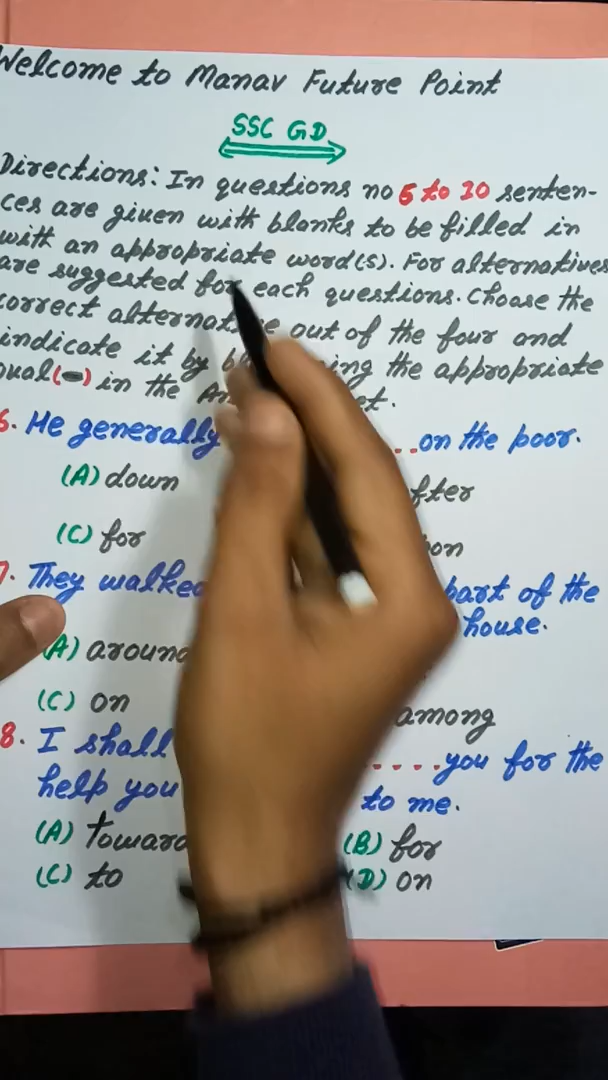 Welcome to Manav Future Point
SSC GD
Directions: In questions no 6 to 10 senten-
ces are given with blanks to be filled in
with an appropriate word(s). For alternatives
are suggested for each questions. Choose the
correct out of the four and
indicate it by the appropriate
oval (⚫) in the
6. He generally ..on the poor.
(A) down
(C) for
7. They walked part of the
house.
(A) around
(C) on
among
8. I shall ....you for the
help you to me.
(A) toward (B) for
(C) to (D) on